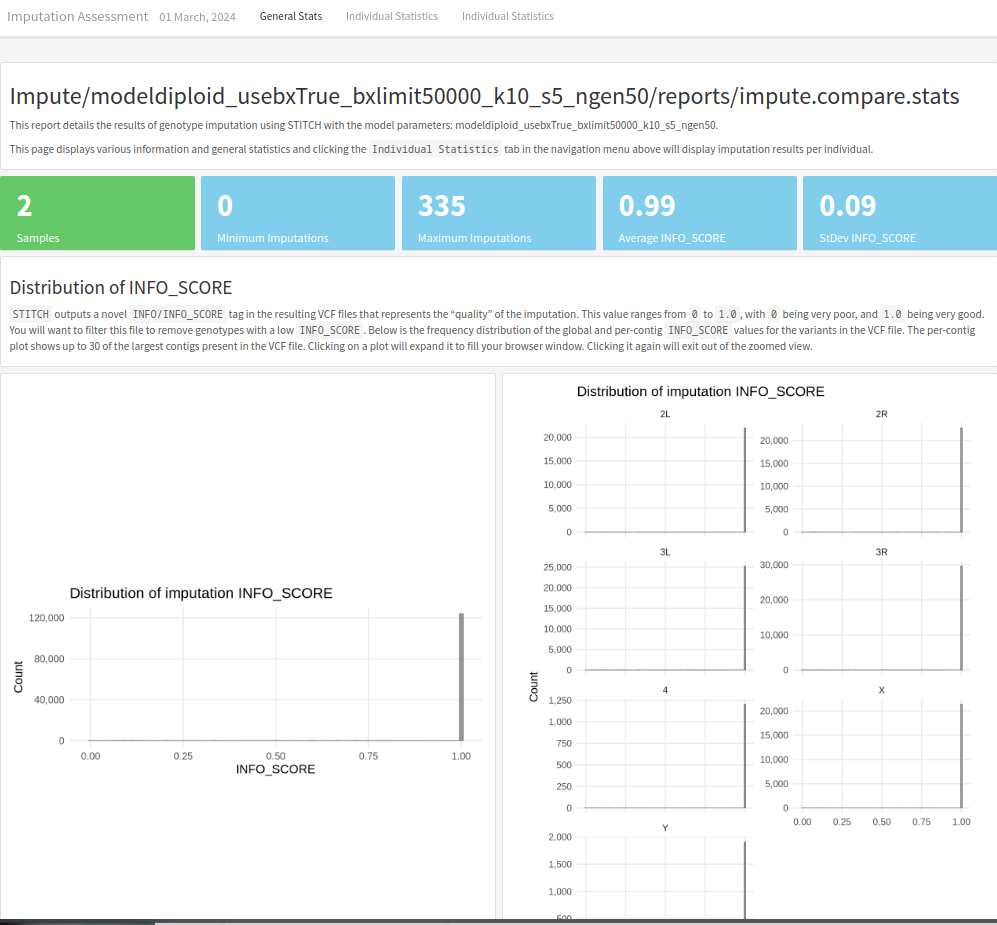 Imputation Assessment 01 March, 2024 General Stats Individual Statistics Individual Statistics
Impute/modeldiploid_usebxTrue_bxlimit50000_k10_s5_ngen50/reports/impute.compare.stats
This report details the results of genotype imputation using STITCH with the model parameters: modeldiploid_usebxTrue_bxlimit50000_k10_s5_ngen50.
This page displays various information and general statistics and clicking the Individual Statistics tab in the navigation menu above will display imputation results per individual.
2
Samples
0
Minimum Imputations
335
Maximum Imputations
0.99
Average INFO_SCORE
0.09
StDev INFO_SCORE
Distribution of INFO_SCORE
STITCH outputs a novel INFO/INFO_SCORE tag in the resulting VCF files that represents the “quality” of the imputation. This value ranges from 0 to 1.0, with 0 being very poor, and 1.0 being very good.
You will want to filter this file to remove genotypes with a low INFO_SCORE. Below is the frequency distribution of the global and per-contig INFO_SCORE values for the variants in the VCF file. The per-contig
plot shows up to 30 of the largest contigs present in the VCF file. Clicking on a plot will expand it to fill your browser window. Clicking it again will exit out of the zoomed view.
Distribution of imputation INFO_SCORE
120,000
80,000
40,000
0
Count
0.00 0.25 0.50 0.75 1.00
INFO_SCORE
Distribution of imputation INFO_SCORE
Count
2L
20,000
15,000
10,000
5,000
0
2R
20,000
15,000
10,000
5,000
0
3L
25,000
20,000
15,000
10,000
5,000
0
3R
30,000
20,000
10,000
0
4
1,250
1,000
750
500
250
0
X
20,000
15,000
10,000
5,000
0
0.00 0.25 0.50 0.75 1.00
Y
2,000
1,500
1,000
500